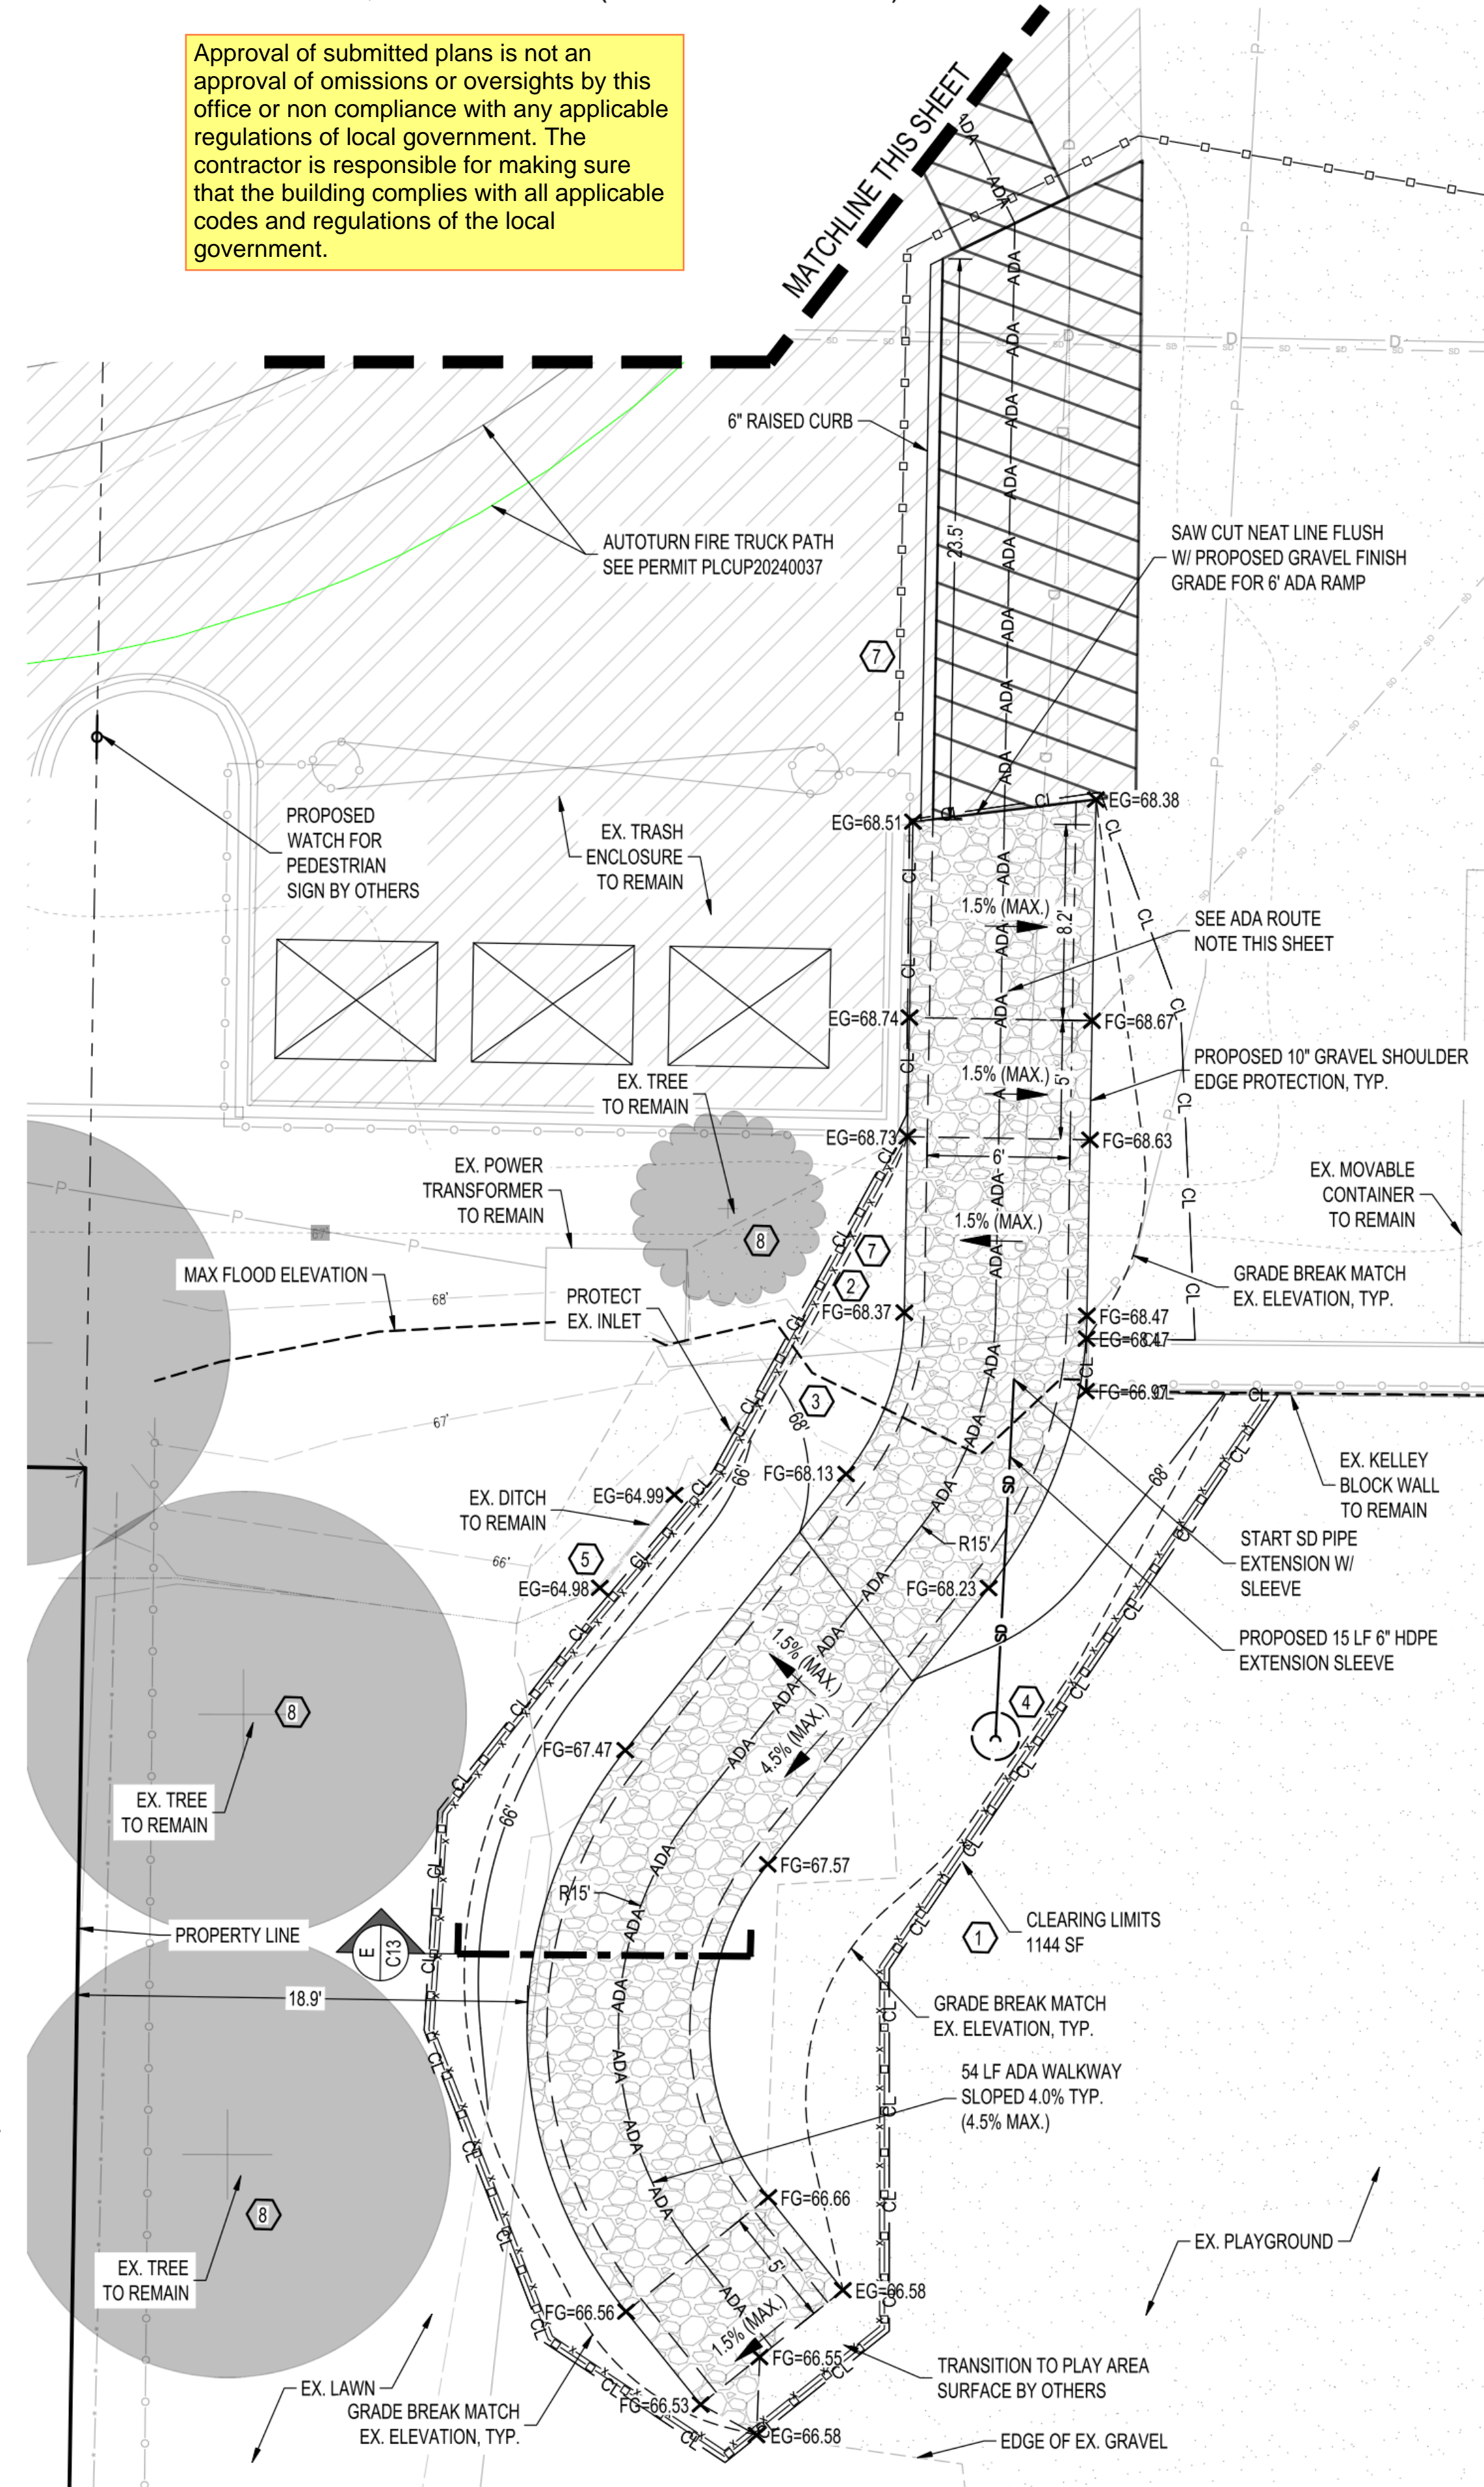 Approval of submitted plans is not an
approval of omissions or oversights by this
office or non compliance with any applicable
regulations of local government. The
contractor is responsible for making sure
that the building complies with all applicable
codes and regulations of the local
government.
MATCHLINE THIS SHEET
6" RAISED CURB
AUTOTURN FIRE TRUCK PATH
SEE PERMIT PLCUP20240037
23.5'
SAW CUT NEAT LINE FLUSH
W/ PROPOSED GRAVEL FINISH
GRADE FOR 6' ADA RAMP
7
PROPOSED
WATCH FOR
PEDESTRIAN
SIGN BY OTHERS
EX. TRASH
ENCLOSURE
TO REMAIN
EG=68.51
EG=68.38
1.5% (MAX.)
8.2'
SEE ADA ROUTE
NOTE THIS SHEET
EG=68.74
FG=68.67
1.5% (MAX.)
5'
PROPOSED 10" GRAVEL SHOULDER
EDGE PROTECTION, TYP.
EX. TREE
TO REMAIN
EG=68.73
FG=68.63
6'
EX. POWER
TRANSFORMER
TO REMAIN
EX. MOVABLE
CONTAINER
TO REMAIN
67'
8
7
2
1.5% (MAX.)
MAX FLOOD ELEVATION
68'
PROTECT
EX. INLET
FG=68.37
GRADE BREAK MATCH
EX. ELEVATION, TYP.
FG=68.47
EG=68.47
FG=66.97
3
67'
68'
66'
FG=68.13
68'
EX. KELLEY
BLOCK WALL
TO REMAIN
EX. DITCH
TO REMAIN
EG=64.99
SD
R15'
START SD PIPE
EXTENSION W/
SLEEVE
66'
5
EG=64.98
FG=68.23
SD
PROPOSED 15 LF 6" HDPE
EXTENSION SLEEVE
1.5% (MAX.)
4.5% (MAX.)
4
8
FG=67.47
EX. TREE
TO REMAIN
66'
FG=67.57
R15'
PROPERTY LINE
E
C13
1
CLEARING LIMITS
1144 SF
18.9'
GRADE BREAK MATCH
EX. ELEVATION, TYP.
54 LF ADA WALKWAY
SLOPED 4.0% TYP.
(4.5% MAX.)
FG=66.66
8
5'
EX. PLAYGROUND
EX. TREE
TO REMAIN
FG=66.56
EG=66.58
1.5% (MAX.)
FG=66.55
TRANSITION TO PLAY AREA
SURFACE BY OTHERS
EX. LAWN
GRADE BREAK MATCH
EX. ELEVATION, TYP.
FG=66.53
EG=66.58
EDGE OF EX. GRAVEL